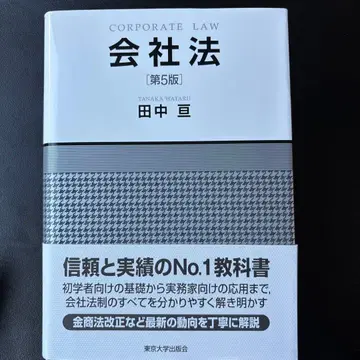 CORPORATE LAW
会社法
[第5版]
TANAKA WATARU
田中 亘
信頼と実績のNo.1教科書
初学者向けの基礎から実務家向けの応用まで,
会社法制のすべてを分かりやすく解き明かす
金商法改正など最新の動向を丁寧に解説
東京大学出版会